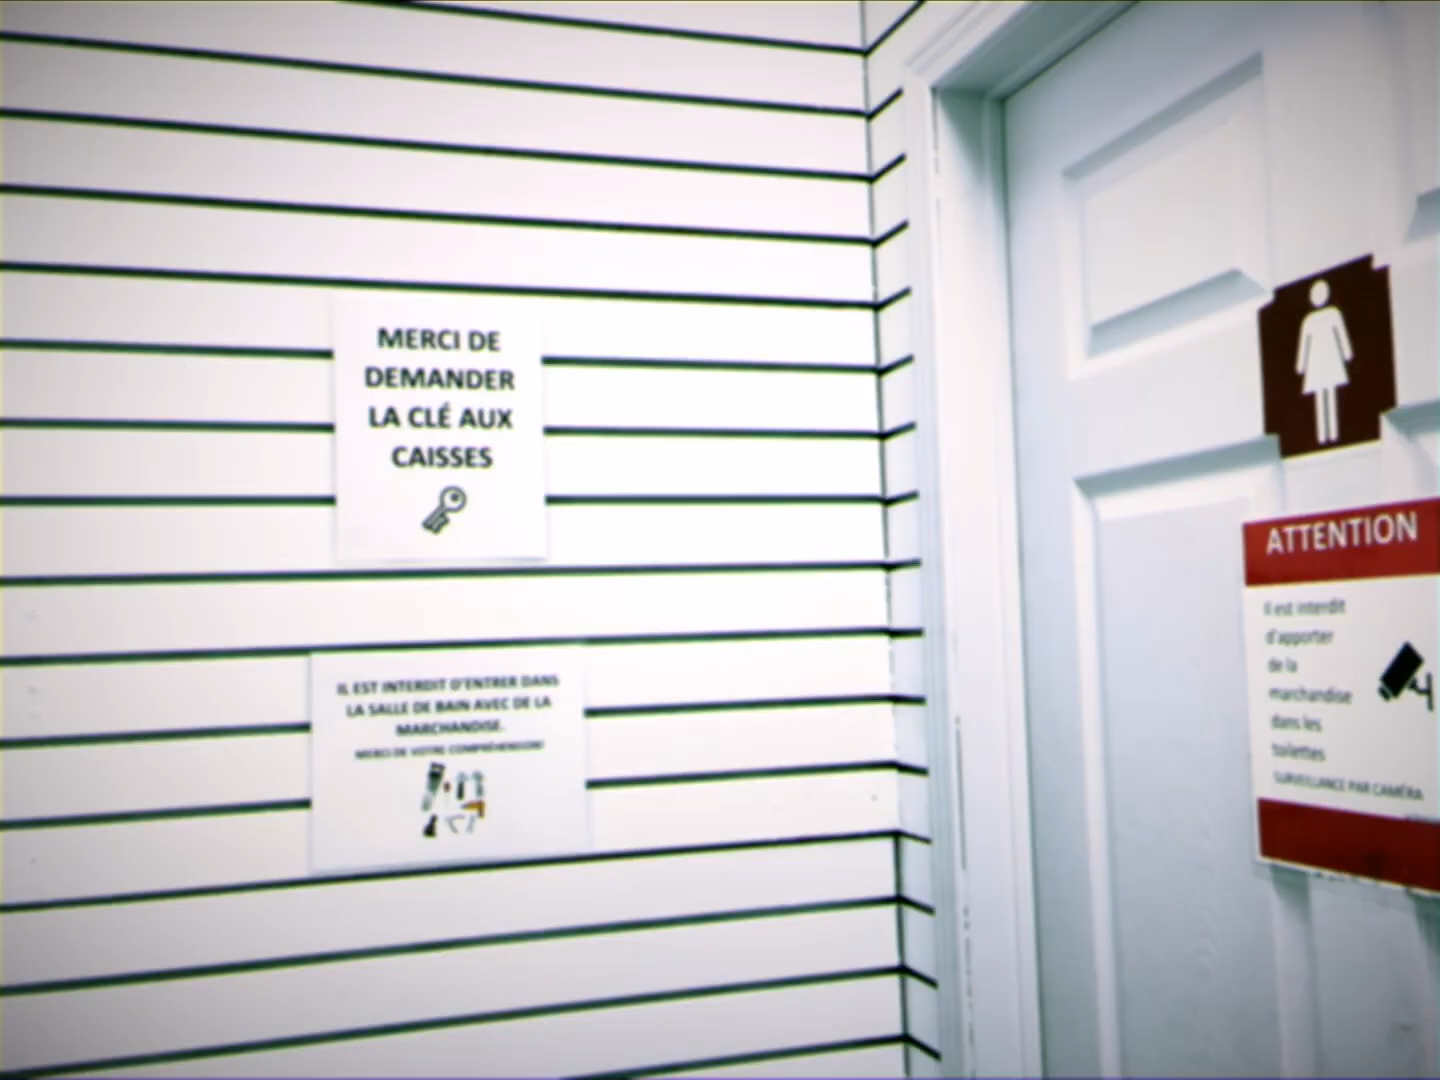 MERCI DE
DEMANDER
LA CLÉ AUX
CAISSES
IL EST INTERDIT D'ENTRER DANS
LA SALLE DE BAIN AVEC DE LA
MARCHANDISE.
MERCI DE VOTRE COMPRÉHENSION!
ATTENTION
Il est interdit
d'apporter
de la
marchandise
dans les
toilettes
SURVEILLANCE PAR CAMÉRA